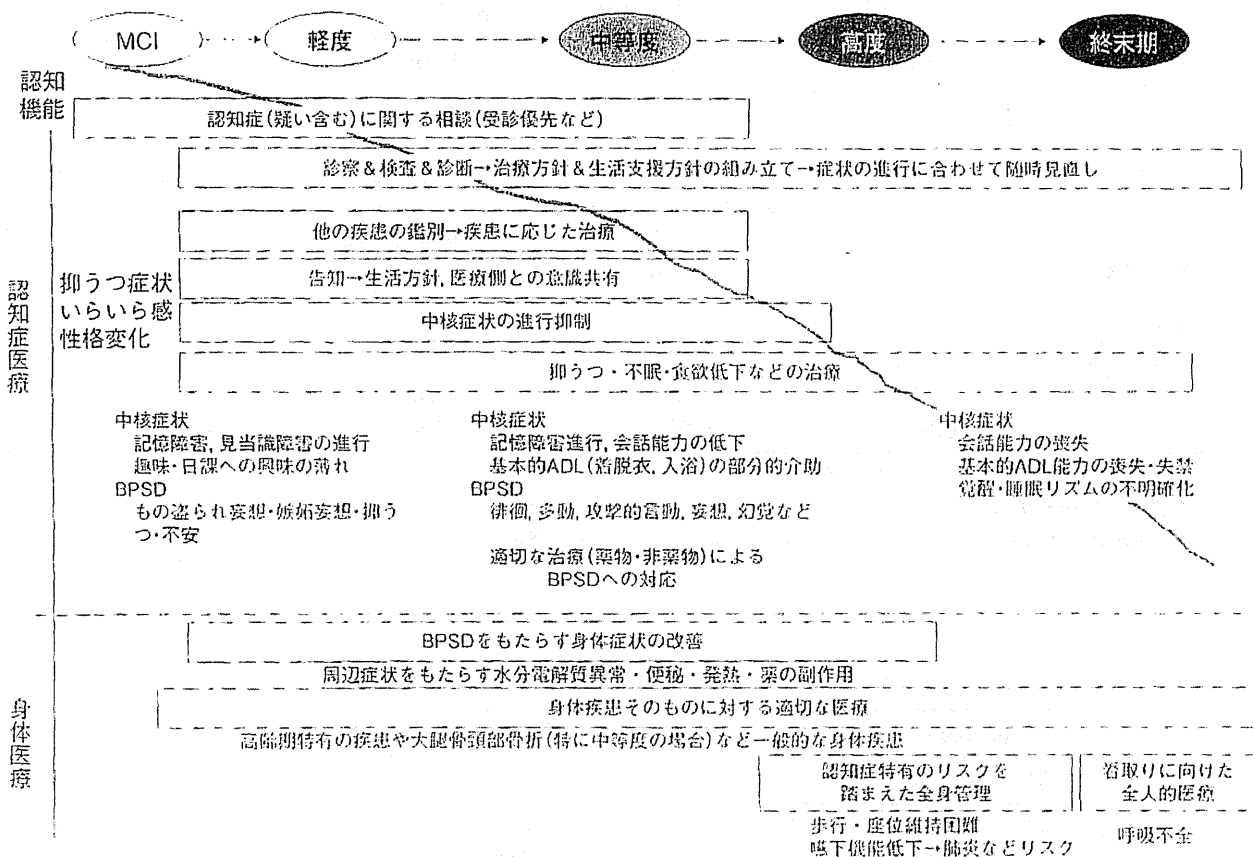 MCI
軽度
中等度
高度
終末期
認知
機能
認知症(疑い含む)に関する相談(受診優先など)
診察&検査&診断→治療方針&生活支援方針の組み立て→症状の進行に合わせて随時見直し
他の疾患の鑑別→疾患に応じた治療
告知→生活方針,医療側との意識共有
中核症状の進行抑制
抑うつ・不眠・食欲低下などの治療
認知症医療
抑うつ症状
いらいら感
性格変化
中核症状
記憶障害,見当識障害の進行
趣味・日課への興味の薄れ
BPSD
もの盗られ妄想・嫉妬妄想・抑う
つ・不安
中核症状
記憶障害進行,会話能力の低下
基本的ADL(着脱衣,入浴)の部分的介助
BPSD
徘徊,多動,攻撃的言動,妄想,幻覚など
適切な治療(薬物・非薬物)による
BPSDへの対応
中核症状
会話能力の喪失
基本的ADL能力の喪失・失禁
覚醒・睡眠リズムの不明確化
身体医療
BPSDをもたらす身体症状の改善
周辺症状をもたらす水分電解質異常・便秘・発熱・薬の副作用
身体疾患そのものに対する適切な医療
高齢期特有の疾患や大腿骨頸部骨折(特に中等度の場合)など一般的な身体疾患
認知症特有のリスクを
踏まえた全身管理
歩行・座位維持困難
嚥下機能低下→肺炎などリスク
看取りに向けた
全人的医療
呼吸不全